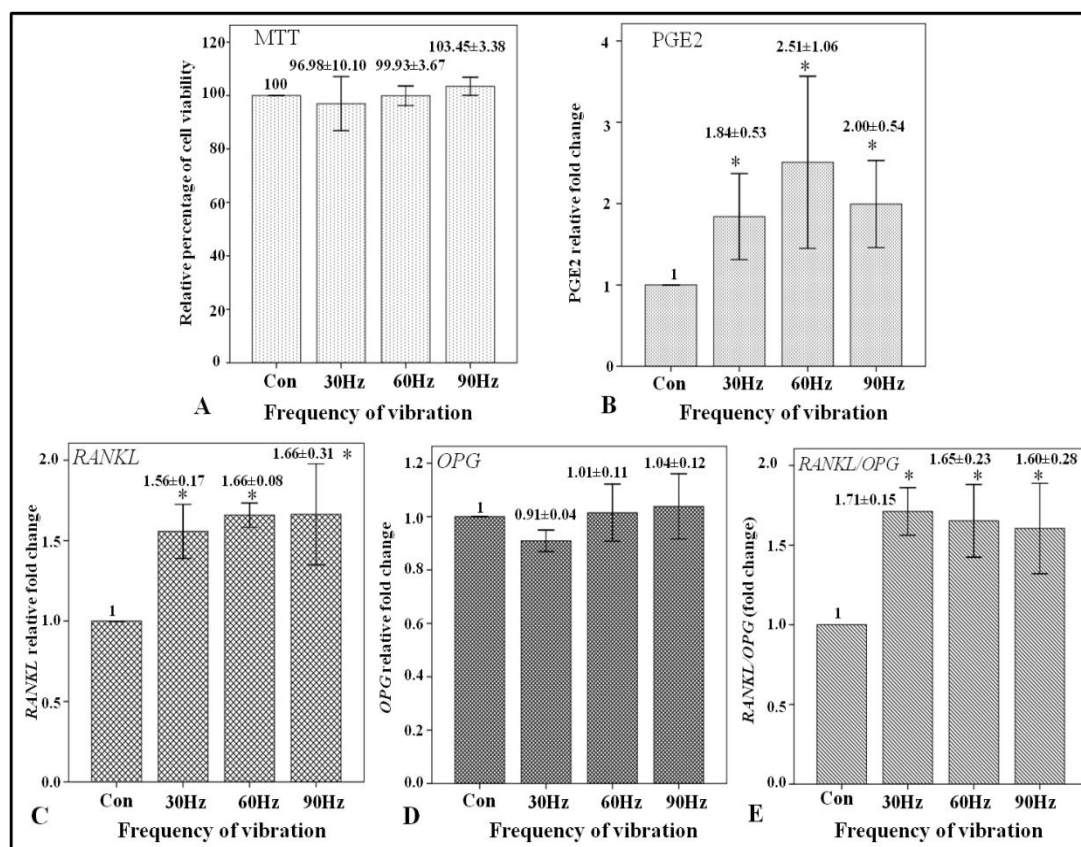 MTT
Relative percentage of cell viability
120
100
80
60
40
20
0
100
96.98±10.10
99.93±3.67
103.45±3.38
Con 30Hz 60Hz 90Hz
A
Frequency of vibration
PGE2
PGE2 relative fold change
4
3
2
1
0
1
1.84±0.53
*
2.51±1.06
*
2.00±0.54
*
Con 30Hz 60Hz 90Hz
B
Frequency of vibration
RANKL
RANKL relative fold change
2.0
1.5
1.0
0.5
0.0
1
1.56±0.17
*
1.66±0.08
*
1.66±0.31 *
Con 30Hz 60Hz 90Hz
C
Frequency of vibration
OPG
OPG relative fold change
1.2
1.0
0.8
0.6
0.4
0.2
0.0
1
0.91±0.04
1.01±0.11
1.04±0.12
Con 30Hz 60Hz 90Hz
D
Frequency of vibration
RANKL/OPG
RANKL/OPG (fold change)
2.0
1.5
1.0
0.5
0.0
1
1.71±0.15
*
1.65±0.23
*
1.60±0.28
*
Con 30Hz 60Hz 90Hz
E
Frequency of vibration